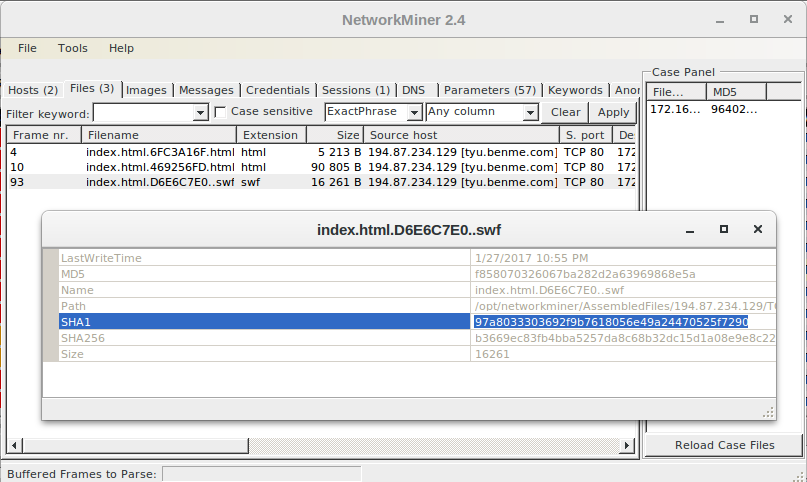 NetworkMiner 2.4
File Tools Help
Hosts (2) Files (3) Images Messages Credentials Sessions (1) DNS Parameters (57) Keywords Anor
Case Panel
Filter keyword: Case sensitive ExactPhrase Any column Clear Apply
File... MD5
172.16... 96402...
Frame nr. Filename Extension Size Source host S. port De
4 index.html.6FC3A16F.html html 5 213 B 194.87.234.129 [tyu.benme.com] TCP 80 172
10 index.html.469256FD.html html 90 805 B 194.87.234.129 [tyu.benme.com] TCP 80 172
93 index.html.D6E6C7E0..swf swf 16 261 B 194.87.234.129 [tyu.benme.com] TCP 80 172
index.html.D6E6C7E0..swf
LastWriteTime 1/27/2017 10:55 PM
MD5 f858070326067ba282d2a63969868e5a
Name index.html.D6E6C7E0..swf
Path /opt/networkminer/AssembledFiles/194.87.234.129/TC
SHA1 97a8033303692f9b7618056e49a24470525f7290
SHA256 b3669ec83fb4bba5257da8c68b32dc15d1a08e9e8c22
Size 16261
Reload Case Files
Buffered Frames to Parse: